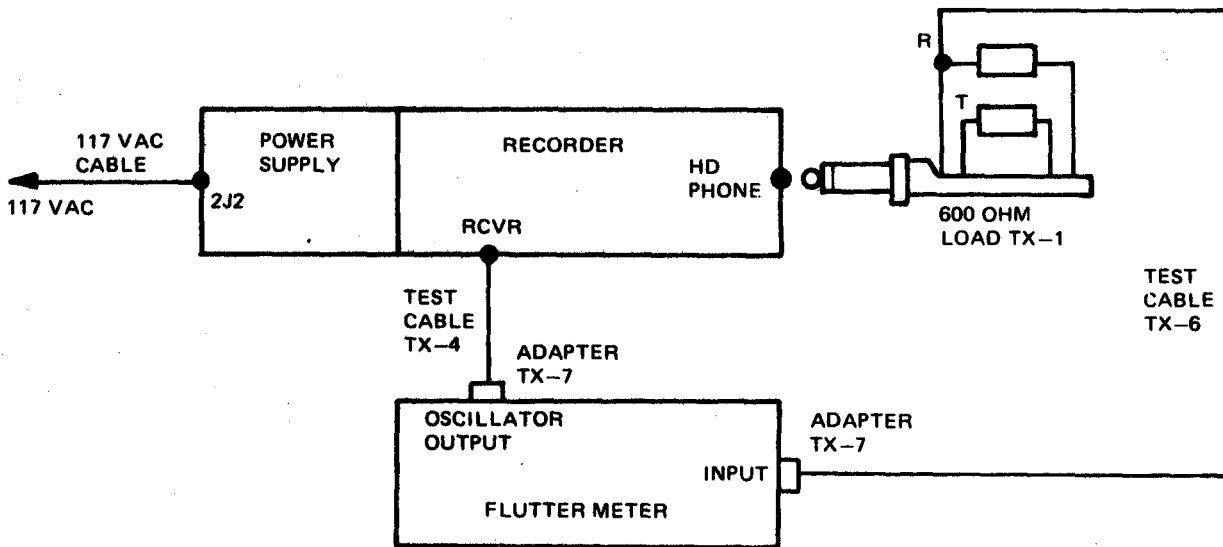 117 VAC
CABLE
117 VAC
2J2
POWER
SUPPLY
RECORDER
HD
PHONE
RCVR
R
T
600 OHM
LOAD TX-1
TEST
CABLE
TX-4
ADAPTER
TX-7
OSCILLATOR
OUTPUT
INPUT
FLUTTER METER
ADAPTER
TX-7
TEST
CABLE
TX-6